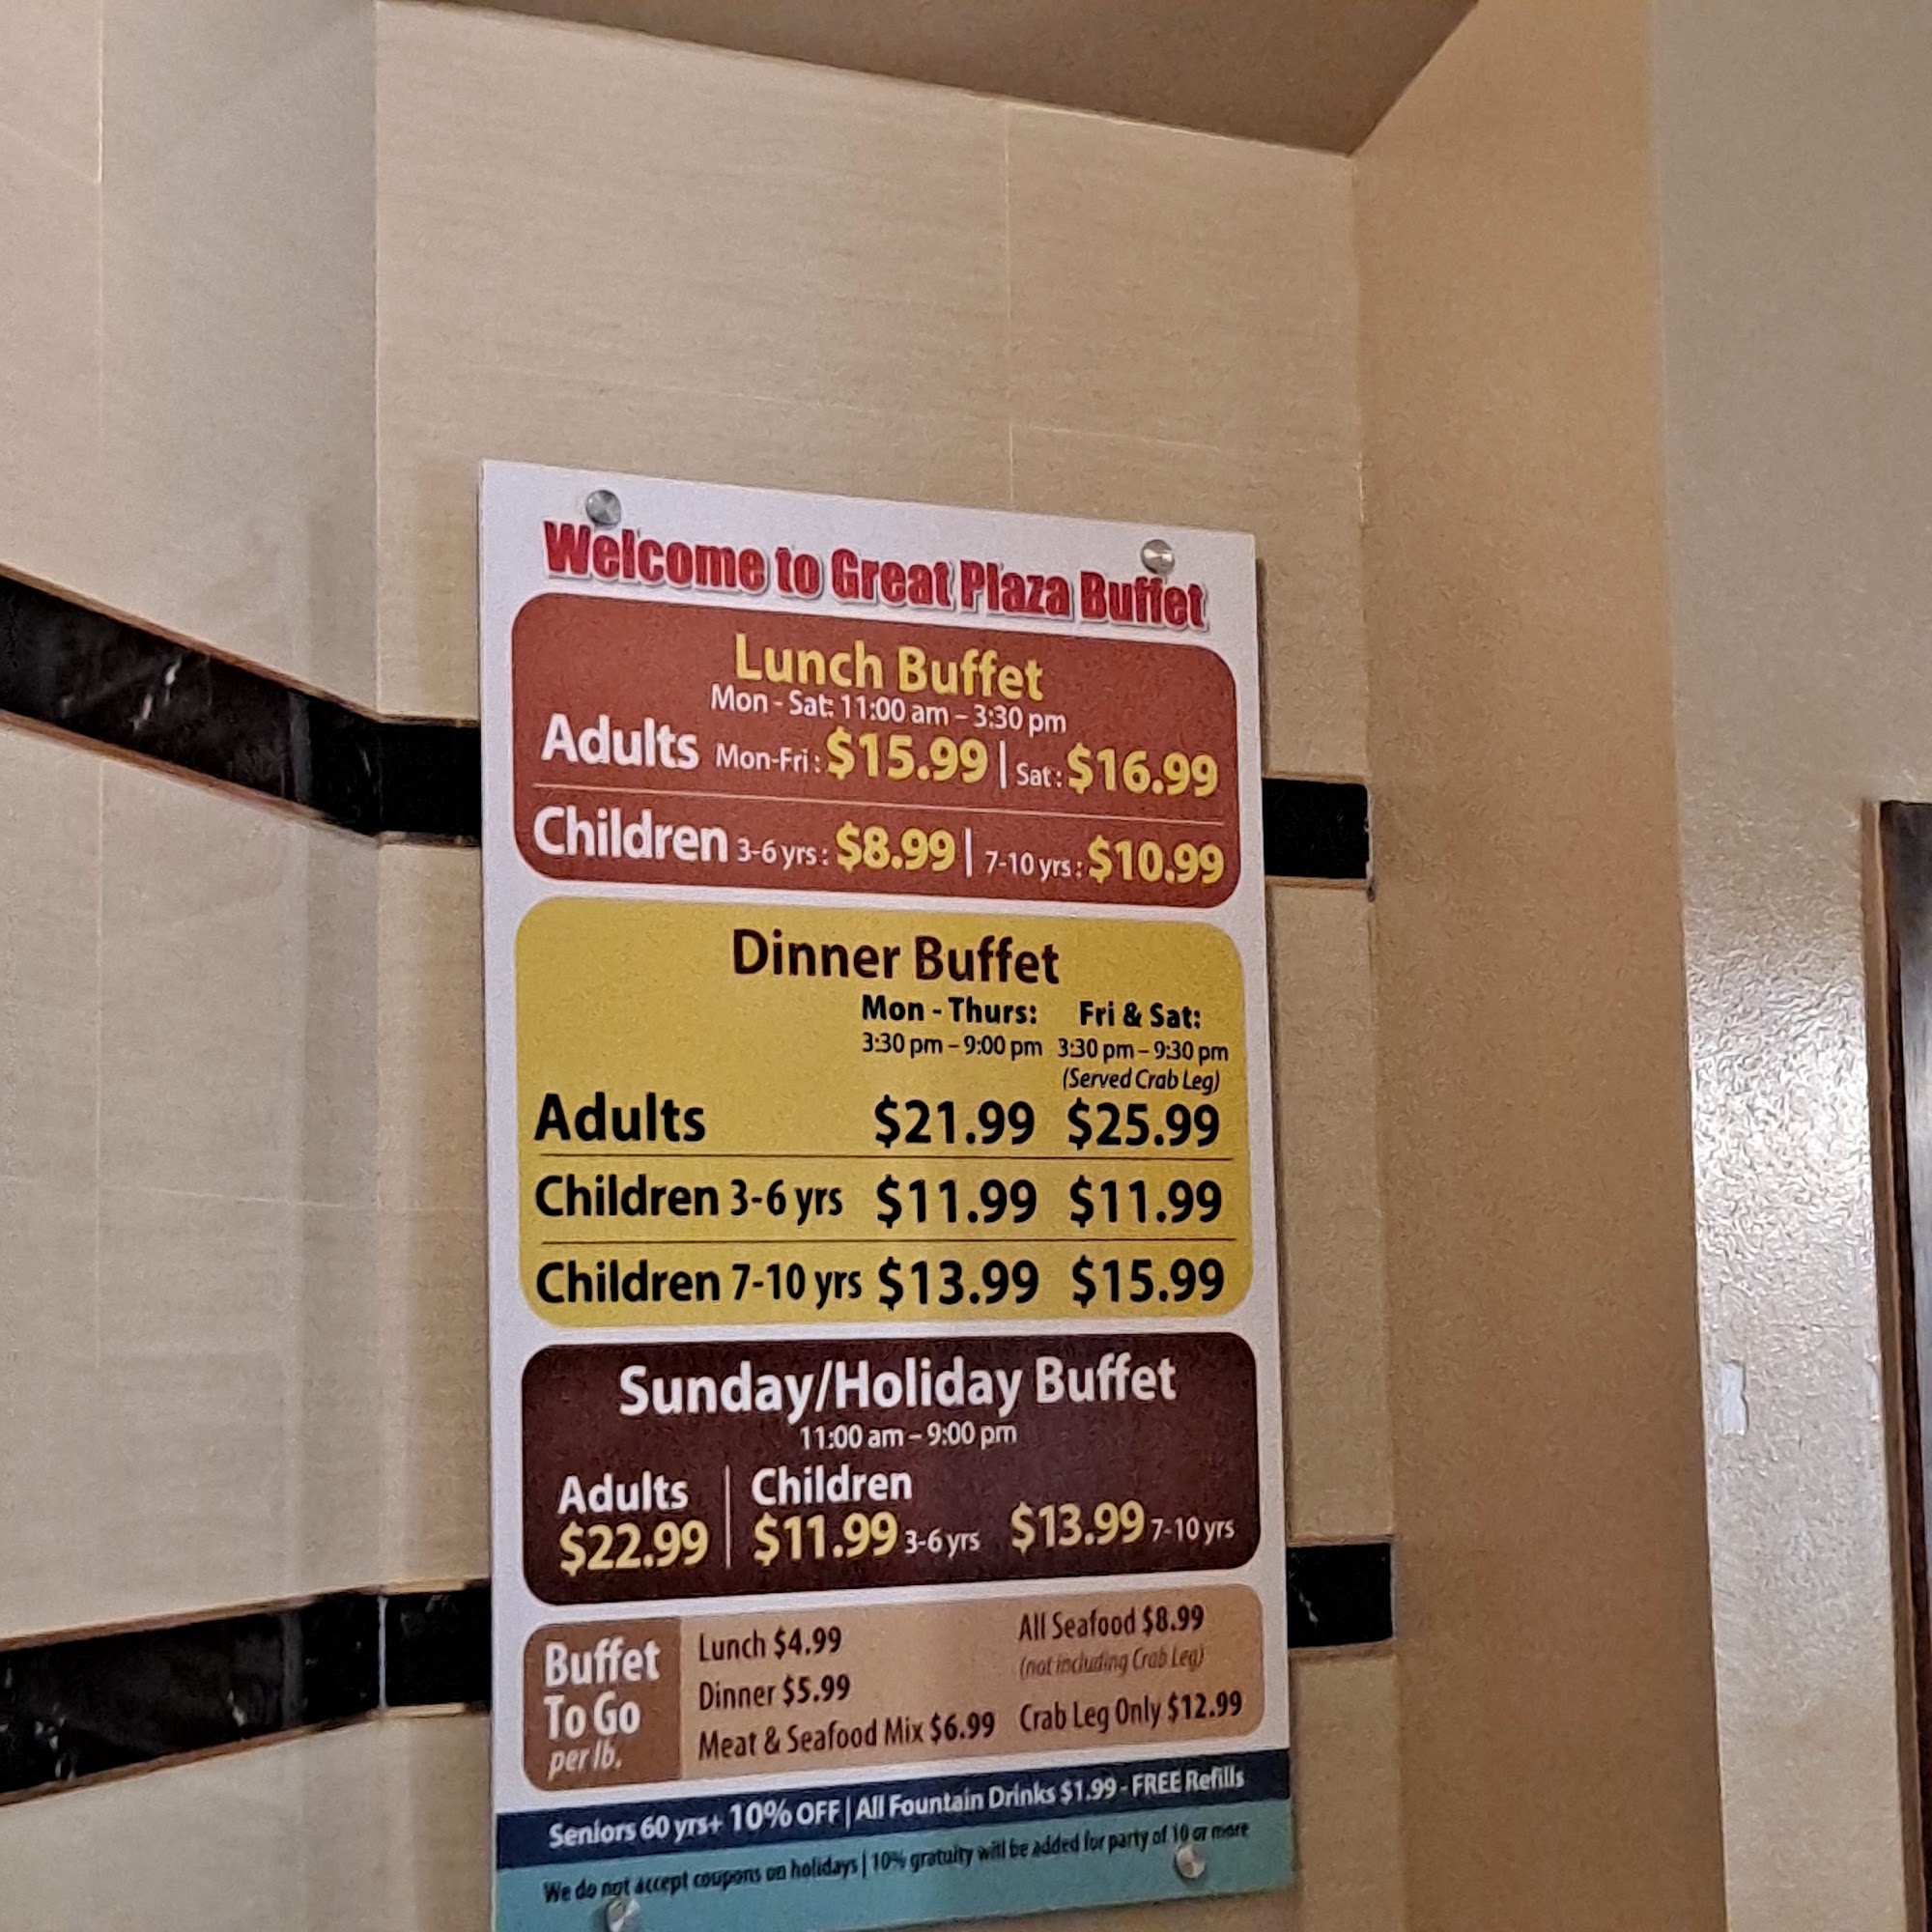 Welcome to Great Plaza Buffet
Lunch Buffet
Mon - Sat: 11:00 am – 3:30 pm
Adults Mon-Fri : $15.99 | Sat : $16.99
Children 3-6 yrs : $8.99 | 7-10 yrs : $10.99
Dinner Buffet
Mon - Thurs: Fri & Sat:
3:30 pm – 9:00 pm 3:30 pm – 9:30 pm
(Served Crab Leg)
Adults $21.99 $25.99
Children 3-6 yrs $11.99 $11.99
Children 7-10 yrs $13.99 $15.99
Sunday/Holiday Buffet
11:00 am – 9:00 pm
Adults | Children
$22.99 $11.99 3-6 yrs $13.99 7-10 yrs
Buffet
To Go
per lb.
Lunch $4.99
Dinner $5.99
Meat & Seafood Mix $6.99
All Seafood $8.99
(not including Crab Leg)
Crab Leg Only $12.99
Seniors 60 yrs+ 10% OFF | All Fountain Drinks $1.99 - FREE Refills
We do not accept coupons on holidays | 10% gratuity will be added for party of 10 or more